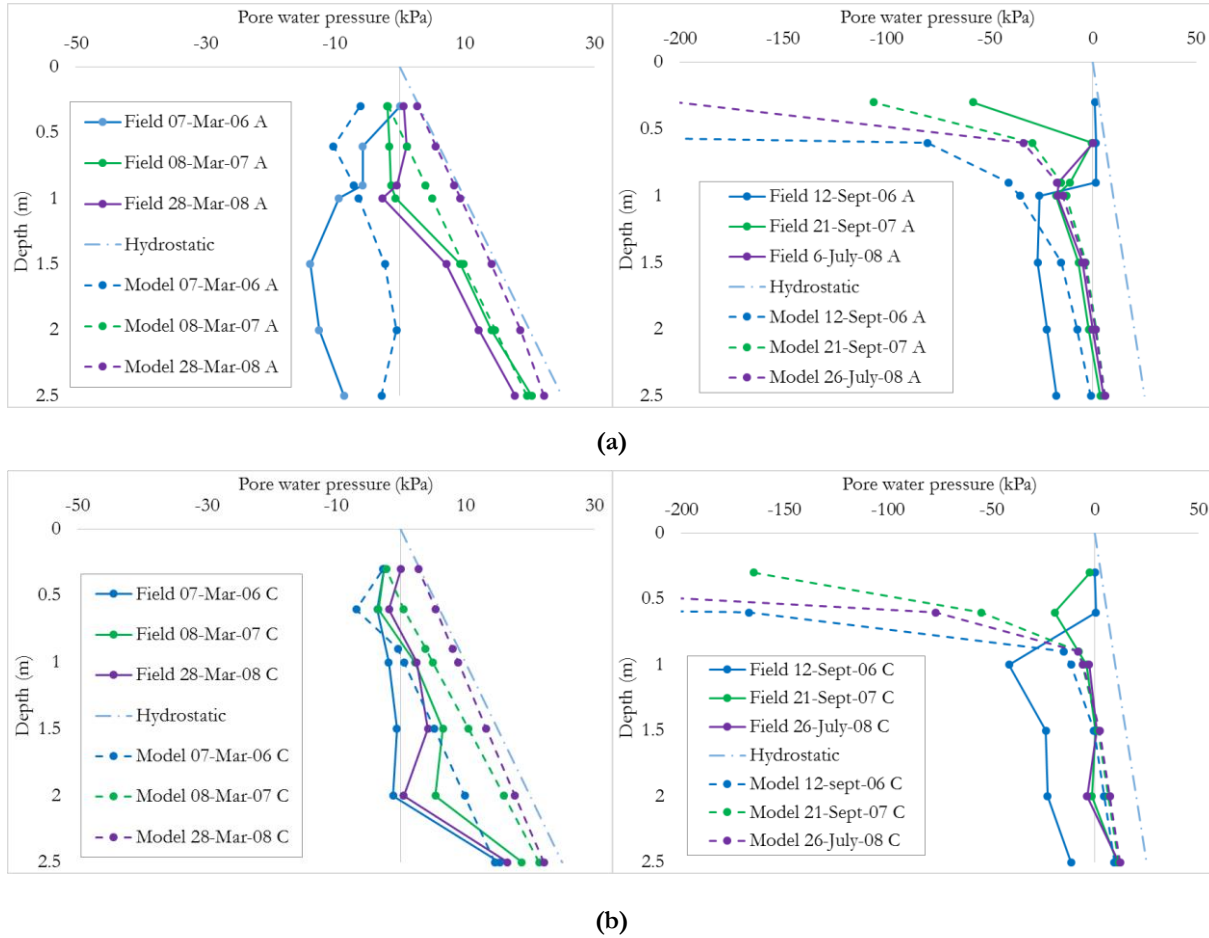 Pore water pressure (kPa)
-50 -30 -10 10 30
0
0.5
1
1.5
2
2.5
Depth (m)
Field 07-Mar-06 A
Field 08-Mar-07 A
Field 28-Mar-08 A
Hydrostatic
Model 07-Mar-06 A
Model 08-Mar-07 A
Model 28-Mar-08 A
Pore water pressure (kPa)
-200 -150 -100 -50 0 50
0
0.5
1
1.5
2
2.5
Depth (m)
Field 12-Sept-06 A
Field 21-Sept-07 A
Field 6-July-08 A
Hydrostatic
Model 12-Sept-06 A
Model 21-Sept-07 A
Model 26-July-08 A
(a)
Pore water pressure (kPa)
-50 -30 -10 10 30
0
0.5
1
1.5
2
2.5
Depth (m)
Field 07-Mar-06 C
Field 08-Mar-07 C
Field 28-Mar-08 C
Hydrostatic
Model 07-Mar-06 C
Model 08-Mar-07 C
Model 28-Mar-08 C
Pore water pressure (kPa)
-200 -150 -100 -50 0 50
0
0.5
1
1.5
2
2.5
Depth (m)
Field 12-Sept-06 C
Field 21-Sept-07 C
Field 26-July-08 C
Hydrostatic
Model 12-sept-06 C
Model 21-Sept-07 C
Model 26-July-08 C
(b)